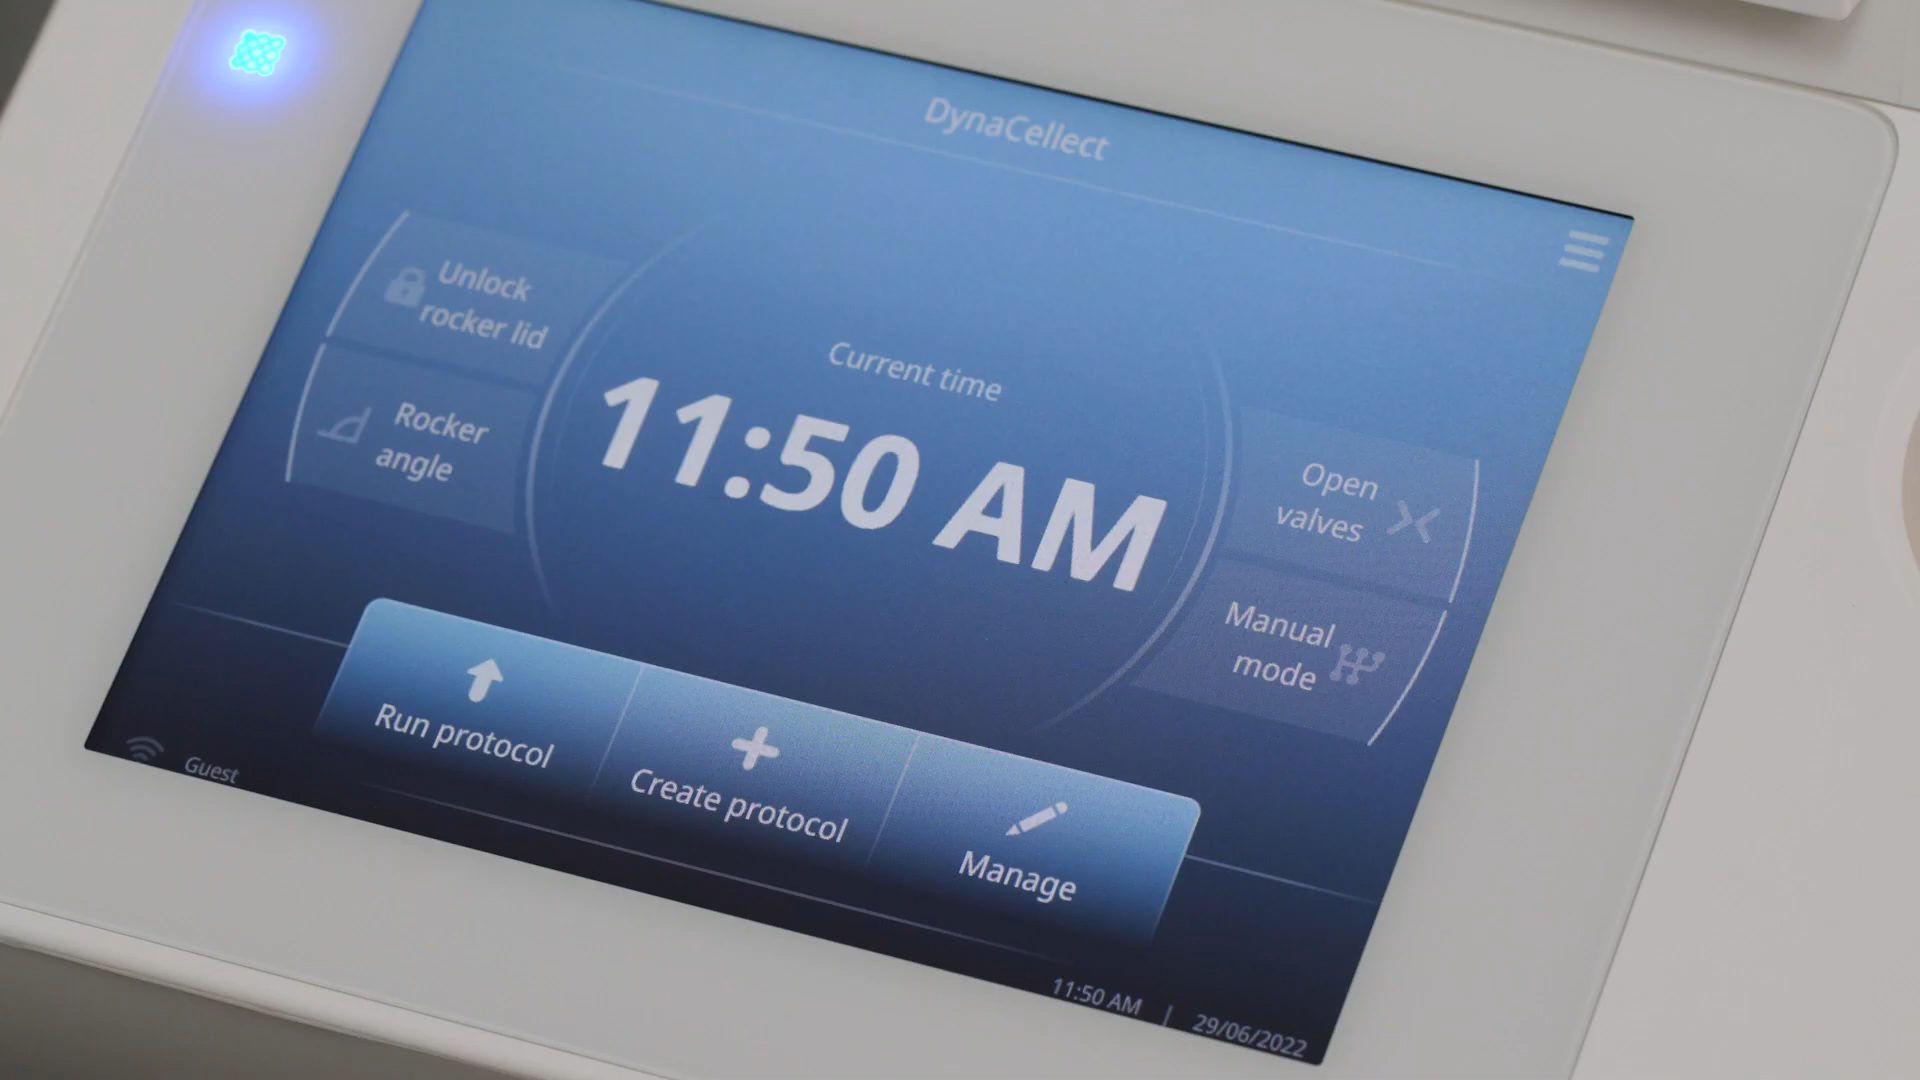 DynaCellect
Unlock
rocker lid
Rocker
angle
Current time
11:50 AM
Open
valves
Manual
mode
Run protocol
Create protocol
Manage
Guest
11:50 AM | 29/06/2022